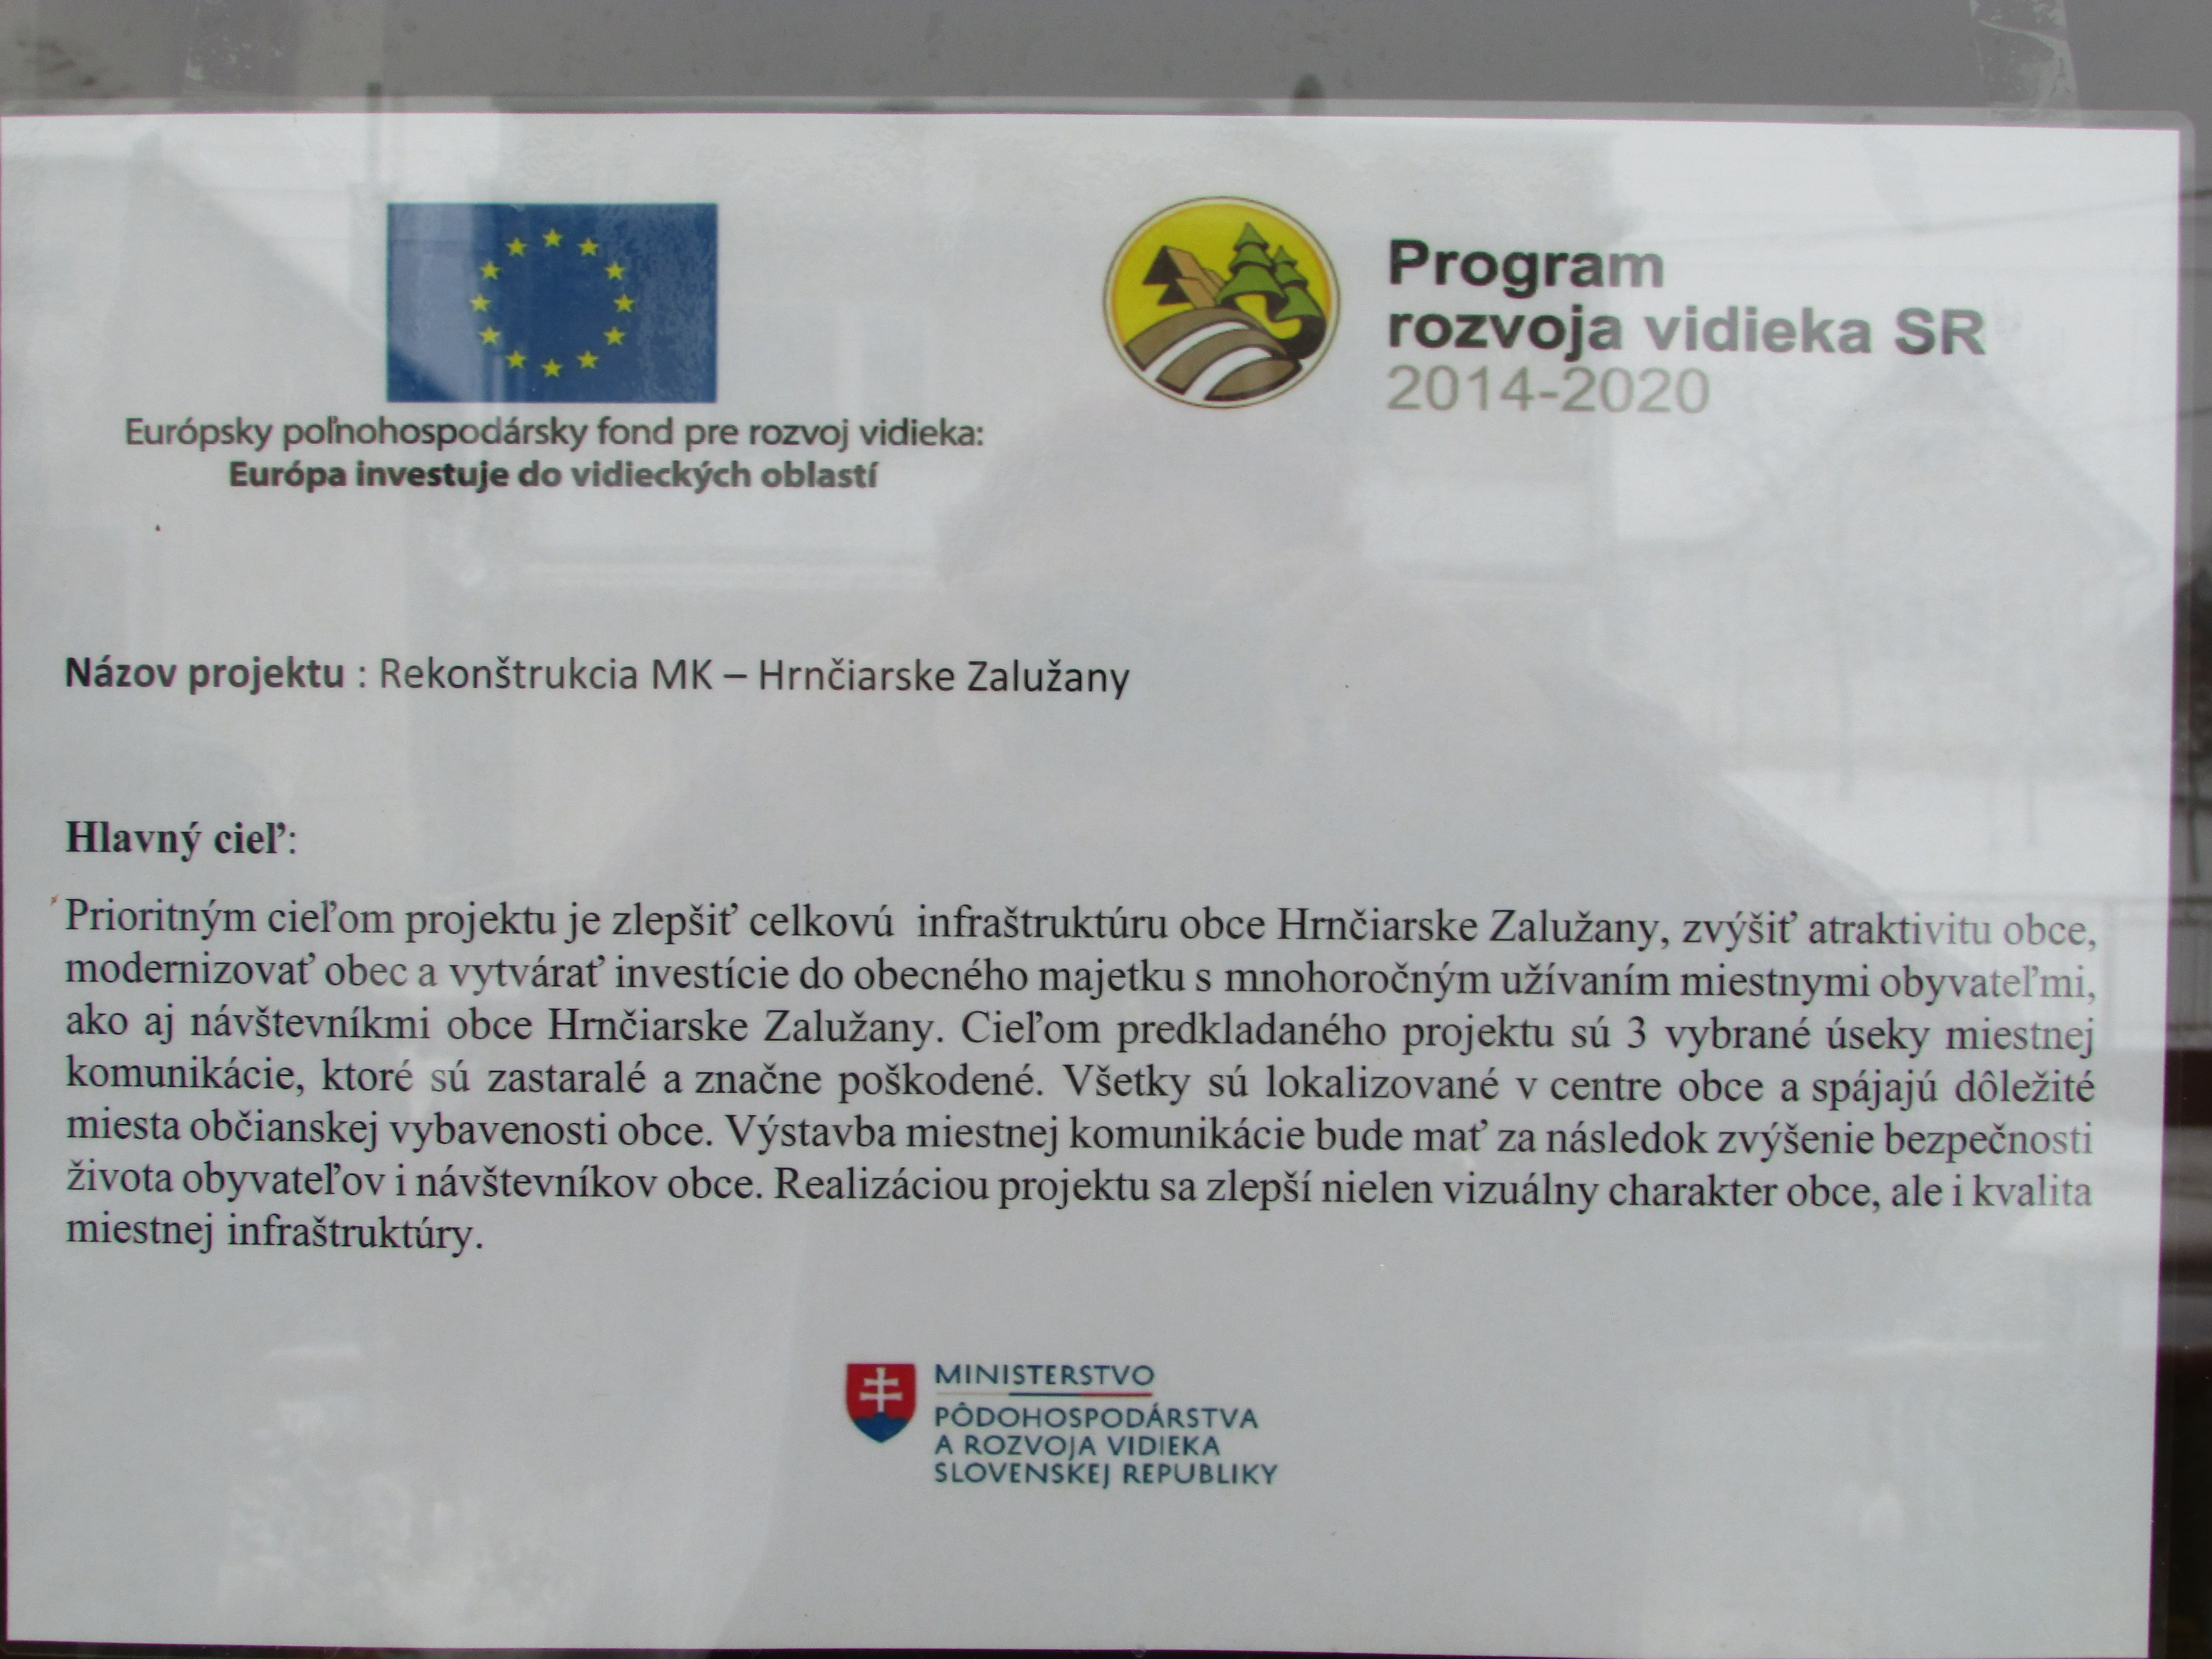 Európsky poľnohospodársky fond pre rozvoj vidieka:
Európa investuje do vidieckých oblastí
Program
rozvoja vidieka SR
2014-2020
Názov projektu : Rekonštrukcia MK – Hrnčiarske Zalužany
Hlavný cieľ:
Prioritným cieľom projektu je zlepšiť celkovú infraštruktúru obce Hrnčiarske Zalužany, zvýšiť atraktivitu obce,
modernizovať obec a vytvárať investície do obecného majetku s mnohoročným užívaním miestnymi obyvateľmi,
ako aj návštevníkmi obce Hrnčiarske Zalužany. Cieľom predkladaného projektu sú 3 vybrané úseky miestnej
komunikácie, ktoré sú zastaralé a značne poškodené. Všetky sú lokalizované v centre obce a spájajú dôležité
miesta občianskej vybavenosti obce. Výstavba miestnej komunikácie bude mať za následok zvýšenie bezpečnosti
života obyvateľov i návštevníkov obce. Realizáciou projektu sa zlepší nielen vizuálny charakter obce, ale i kvalita
miestnej infraštruktúry.
MINISTERSTVO
PÔDOHOSPODÁRSTVA
A ROZVOJA VIDIEKA
SLOVENSKEJ REPUBLIKY